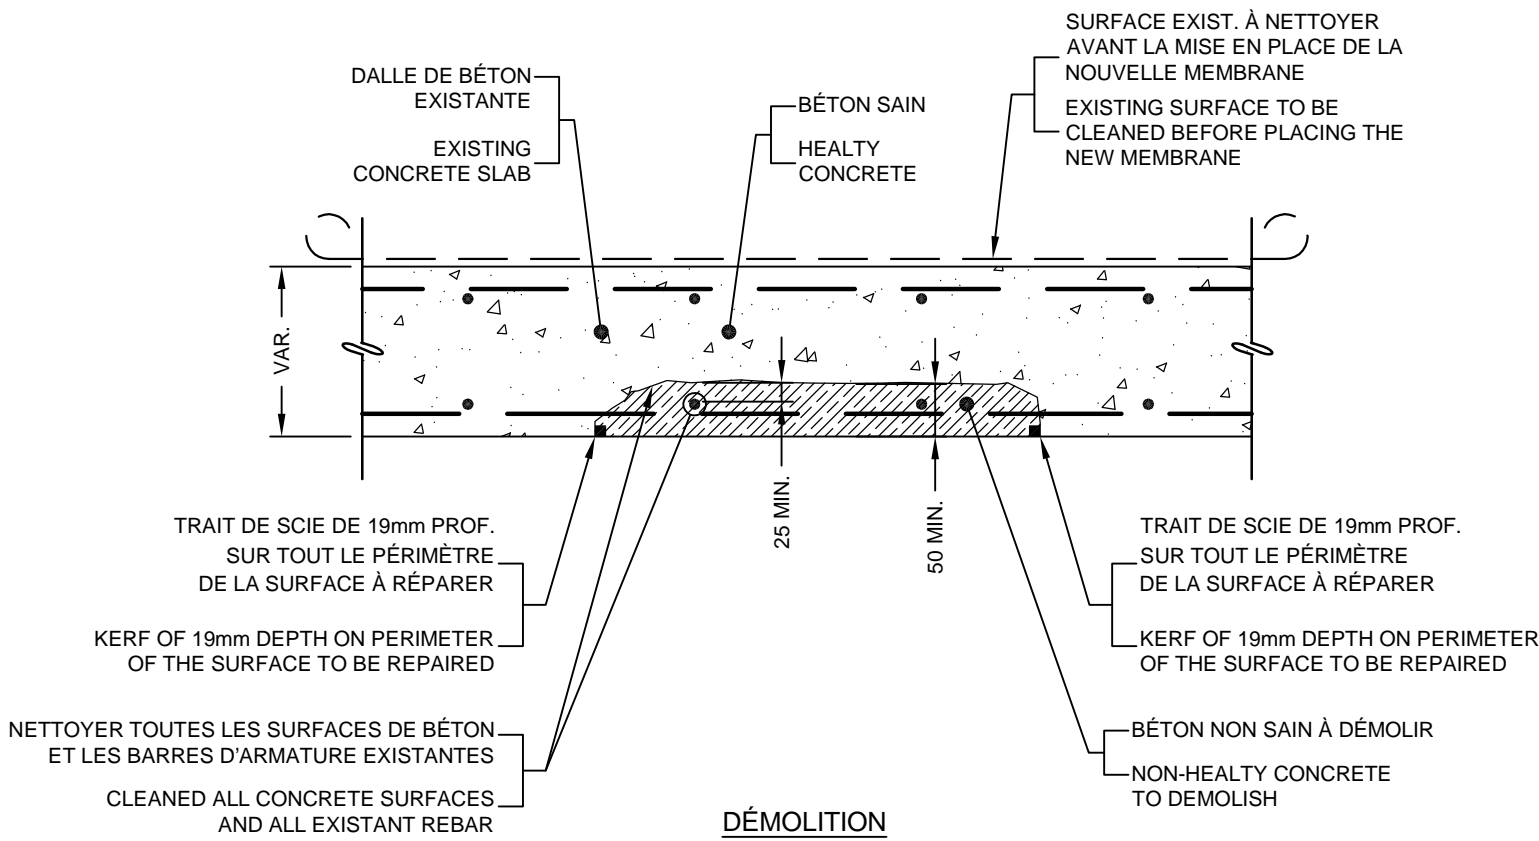 SURFACE EXIST. À NETTOYER
AVANT LA MISE EN PLACE DE LA
NOUVELLE MEMBRANE
EXISTING SURFACE TO BE
CLEANED BEFORE PLACING THE
NEW MEMBRANE
DALLE DE BÉTON
EXISTANTE
EXISTING
CONCRETE SLAB
BÉTON SAIN
HEALTY
CONCRETE
VAR.
25 MIN.
50 MIN.
TRAIT DE SCIE DE 19mm PROF.
SUR TOUT LE PÉRIMÈTRE
DE LA SURFACE À RÉPARER
KERF OF 19mm DEPTH ON PERIMETER
OF THE SURFACE TO BE REPAIRED
NETTOYER TOUTES LES SURFACES DE BÉTON
ET LES BARRES D'ARMATURE EXISTANTES
CLEANED ALL CONCRETE SURFACES
AND ALL EXISTANT REBAR
TRAIT DE SCIE DE 19mm PROF.
SUR TOUT LE PÉRIMÈTRE
DE LA SURFACE À RÉPARER
KERF OF 19mm DEPTH ON PERIMETER
OF THE SURFACE TO BE REPAIRED
BÉTON NON SAIN À DÉMOLIR
NON-HEALTY CONCRETE
TO DEMOLISH
DÉMOLITION